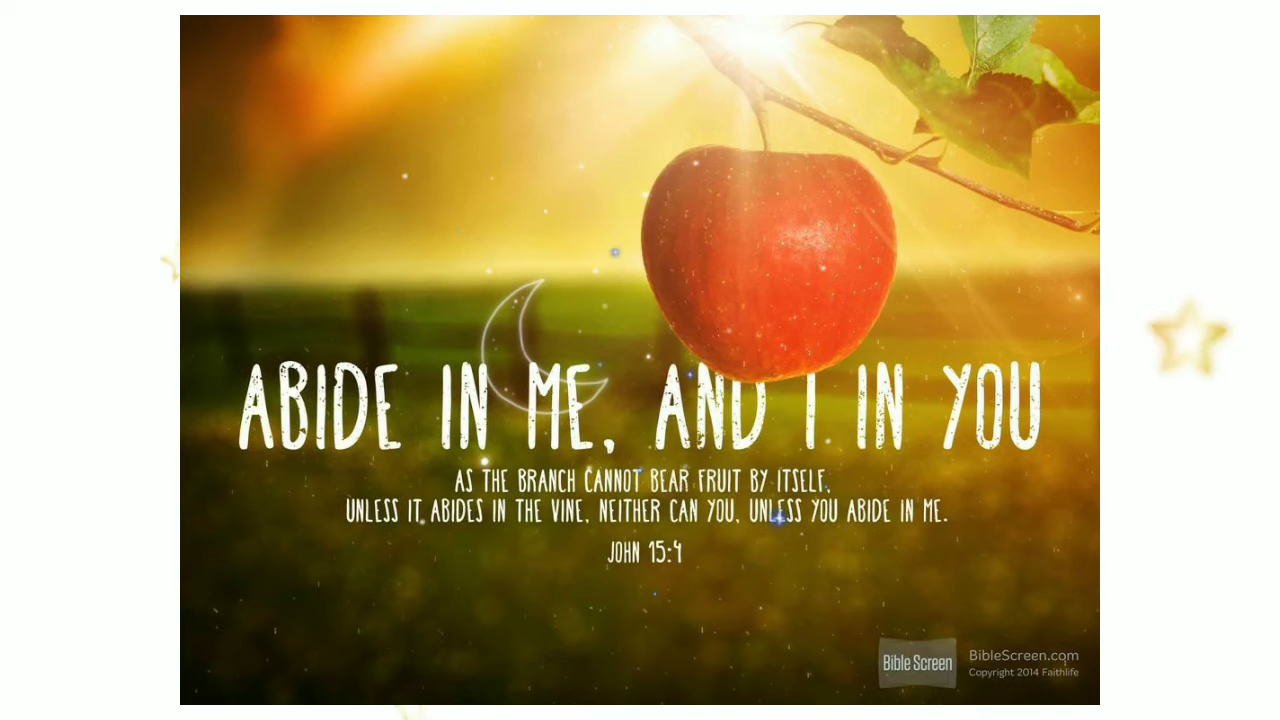 ABIDE IN ME, AND I IN YOU
AS THE BRANCH CANNOT BEAR FRUIT BY ITSELF,
UNLESS IT ABIDES IN THE VINE, NEITHER CAN YOU, UNLESS YOU ABIDE IN ME.
JOHN 15:4
Bible Screen
BibleScreen.com
Copyright 2014 Faithlife